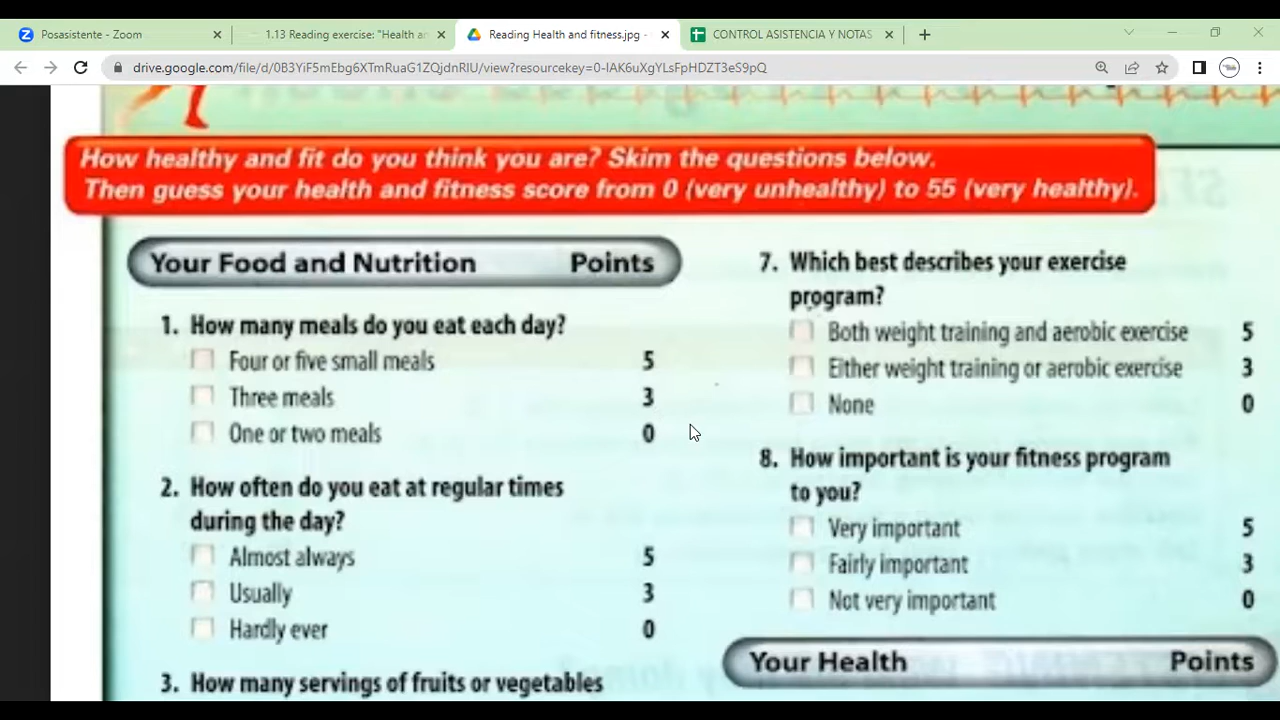 Posasistente - Zoom
1.13 Reading exercise: "Health an
Reading Health and fitness.jpg -
CONTROL ASISTENCIA Y NOTAS
drive.google.com/file/d/0B3YiF5mEbg6XTmRuaG1ZQjdnRlU/view?resourcekey=0-IAK6uXgYLsFpHDZT3eS9pQ
How healthy and fit do you think you are? Skim the questions below.
Then guess your health and fitness score from 0 (very unhealthy) to 55 (very healthy).
Your Food and Nutrition Points
1. How many meals do you eat each day?
Four or five small meals 5
Three meals 3
One or two meals 0
2. How often do you eat at regular times
during the day?
Almost always 5
Usually 3
Hardly ever 0
3. How many servings of fruits or vegetables
7. Which best describes your exercise
program?
Both weight training and aerobic exercise 5
Either weight training or aerobic exercise 3
None 0
8. How important is your fitness program
to you?
Very important 5
Fairly important 3
Not very important 0
Your Health Points